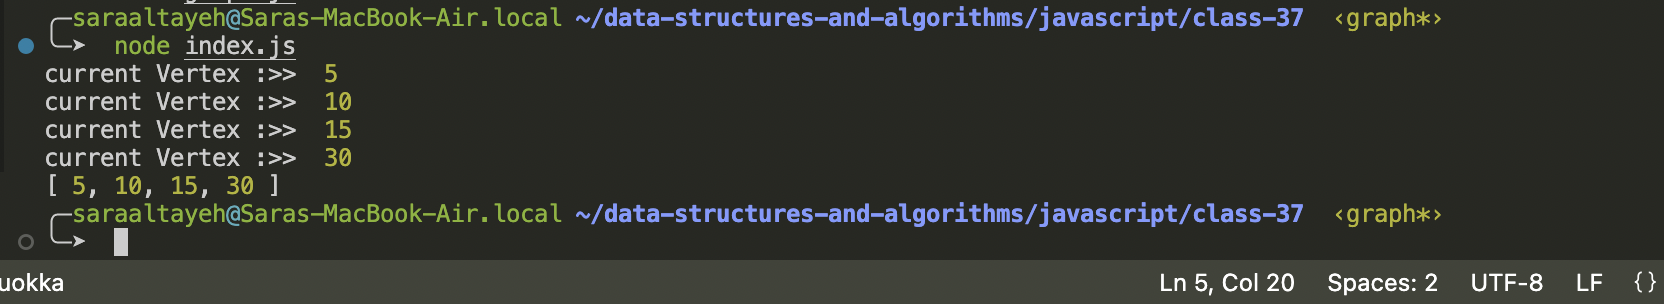 saraaltayeh@Saras-MacBook-Air.local ~/data-structures-and-algorithms/javascript/class-37 ‹graph*›
node index.js
current Vertex :>> 5
current Vertex :>> 10
current Vertex :>> 15
current Vertex :>> 30
[ 5, 10, 15, 30 ]
saraaltayeh@Saras-MacBook-Air.local ~/data-structures-and-algorithms/javascript/class-37 ‹graph*›
uokka Ln 5, Col 20 Spaces: 2 UTF-8 LF {}